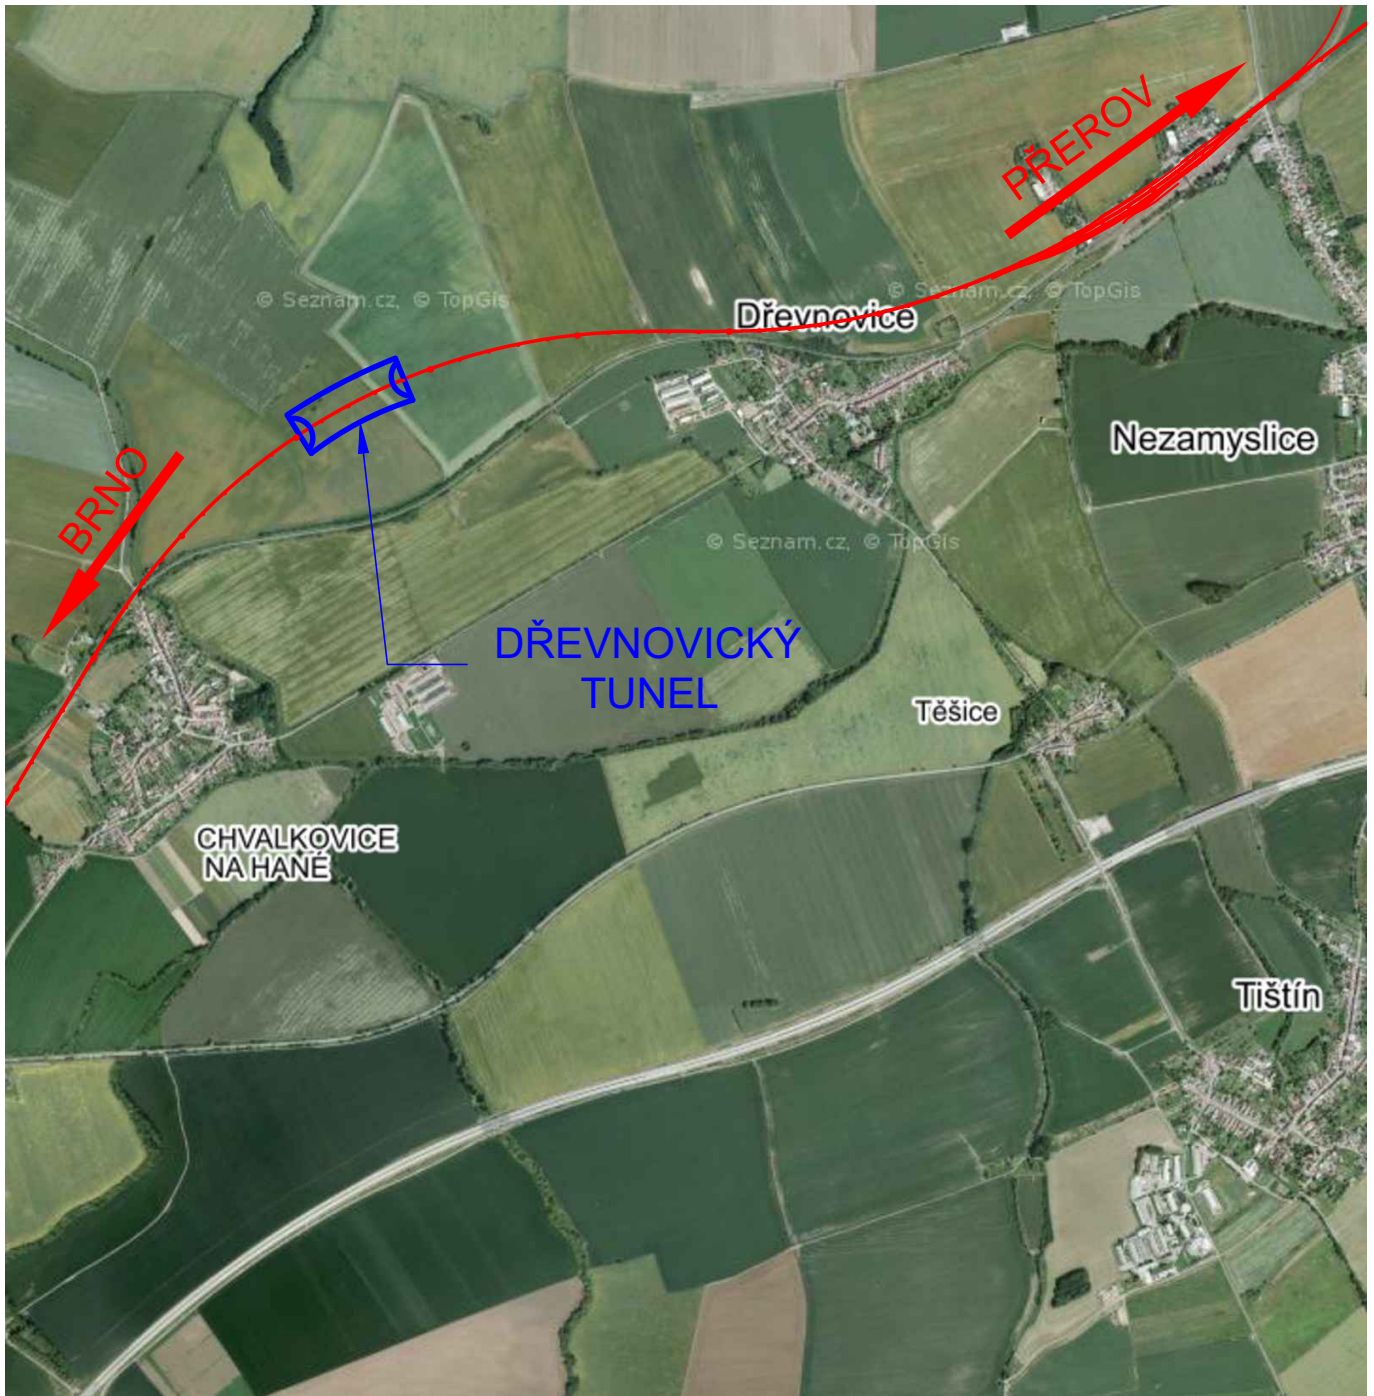 PŘEROV
© Seznam.cz, © TopGis
© Seznam.cz, © TopGis
Dřevnovice
Nezamyslice
BRNO
© Seznam.cz, © TopGis
DŘEVNOVICKÝ
TUNEL
Těšice
CHVALKOVICE
NA HANÉ
Tištín